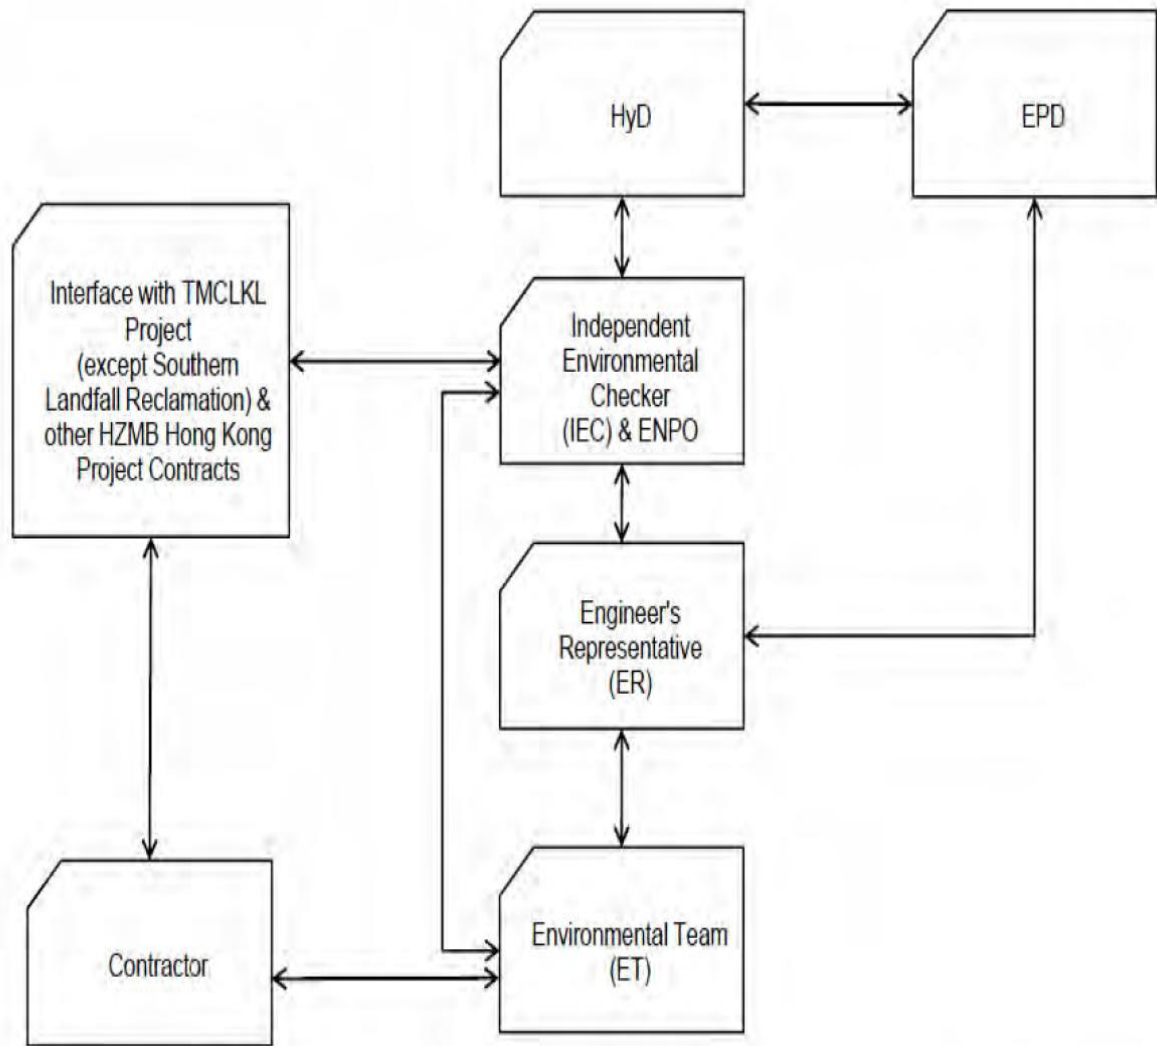 HyD
EPD
Interface with TMCLKL
Project
(except Southern
Landfall Reclamation) &
other HZMB Hong Kong
Project Contracts
Independent
Environmental
Checker
(IEC) & ENPO
Engineer's
Representative
(ER)
Contractor
Environmental Team
(ET)